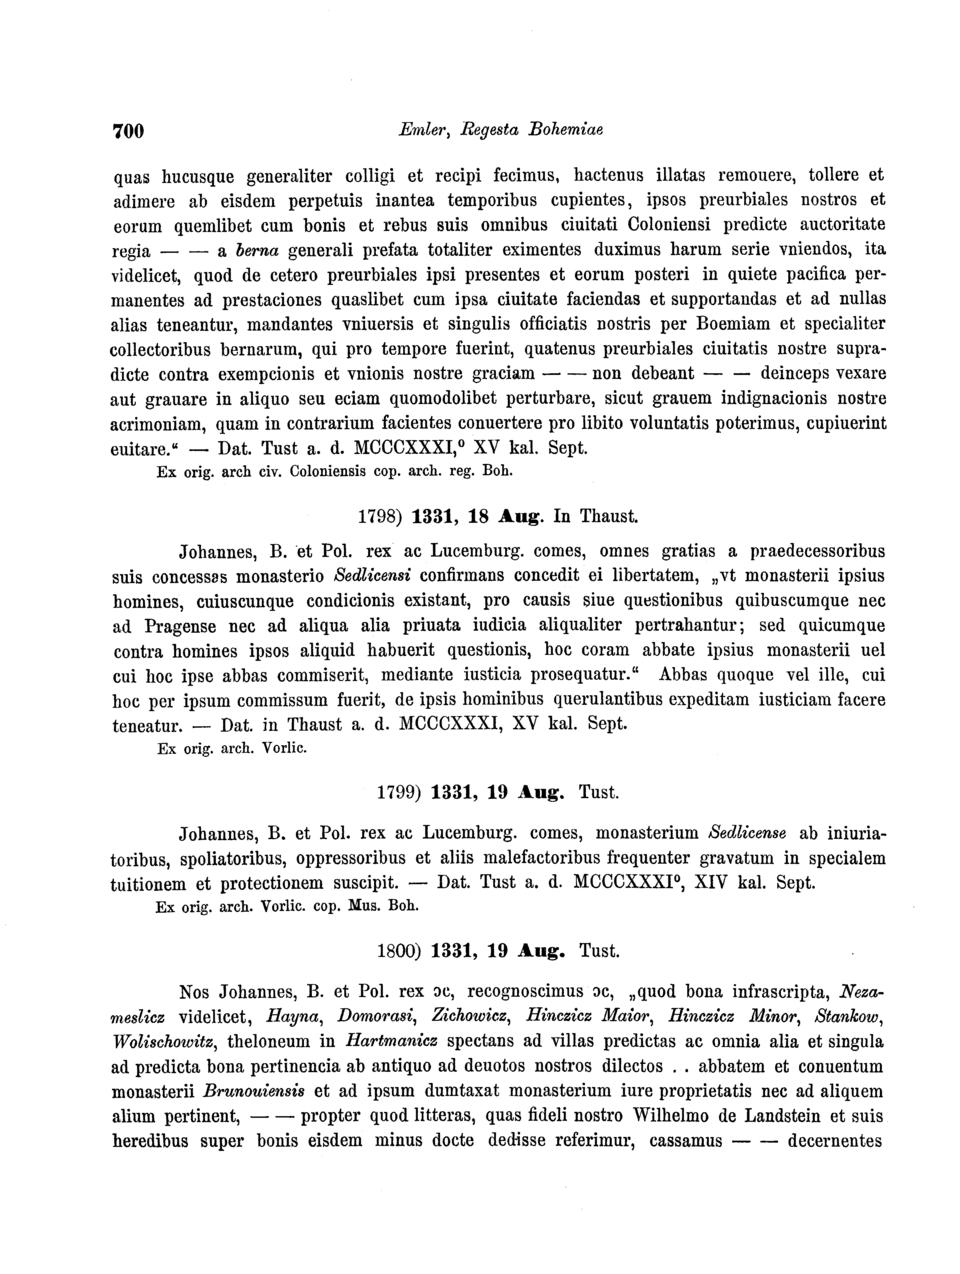 700 Emler, Regesta Bohemiae
quas hucusque generaliter colligi et recipi fecimus, hactenus illatas remouere, tollere et
adimere ab eisdem perpetuis inantea temporibus cupientes, ipsos preurbiales nostros et
eorum quemlibet cum bonis et rebus suis omnibus ciuitati Coloniensi predicte auctoritate
regia — — a berna generali prefata totaliter eximentes duximus harum serie vniendos, ita
videlicet, quod de cetero preurbiales ipsi presentes et eorum posteri in quiete pacifica per-
manentes ad prestaciones quaslibet cum ipsa ciuitate faciendas et supportandas et ad nullas
alias teneantur, mandantes vniuersis et singulis officiatis nostris per Boemiam et specialiter
collectoribus bernarum, qui pro tempore fuerint, quatenus preurbiales ciuitatis nostre supra-
dicte contra exempcionis et vnionis nostre graciam — — non debeant — — deinceps vexare
aut grauare in aliquo seu eciam quomodolibet perturbare, sicut grauem indignacionis nostre
acrimoniam, quam in contrarium facientes conuertere pro libito voluntatis poterimus, cupiuerint
euitare.“ — Dat. Tust a. d. MCCCXXXI,⁰ XV kal. Sept.
Ex orig. arch civ. Coloniensis cop. arch. reg. Boh.
1798) 1331, 18 Aug. In Thaust.
Johannes, B. et Pol. rex ac Lucemburg. comes, omnes gratias a praedecessoribus
suis concessas monasterio Sedlicensi confirmans concedit ei libertatem, „vt monasterii ipsius
homines, cuiuscunque condicionis existant, pro causis siue questionibus quibuscumque nec
ad Pragense nec ad aliqua alia priuata iudicia aliqualiter pertrahantur; sed quicumque
contra homines ipsos aliquid habuerit questionis, hoc coram abbate ipsius monasterii uel
cui hoc ipse abbas commiserit, mediante iusticia prosequatur.“ Abbas quoque vel ille, cui
hoc per ipsum commissum fuerit, de ipsis hominibus querulantibus expeditam iusticiam facere
teneatur. — Dat. in Thaust a. d. MCCCXXXI, XV kal. Sept.
Ex orig. arch. Vorlic.
1799) 1331, 19 Aug. Tust.
Johannes, B. et Pol. rex ac Lucemburg. comes, monasterium Sedlicense ab iniuria-
toribus, spoliatoribus, oppressoribus et aliis malefactoribus frequenter gravatum in specialem
tuitionem et protectionem suscipit. — Dat. Tust a. d. MCCCXXXI⁰, XIV kal. Sept.
Ex orig. arch. Vorlic. cop. Mus. Boh.
1800) 1331, 19 Aug. Tust.
Nos Johannes, B. et Pol. rex ɔc, recognoscimus ɔc, „quod bona infrascripta, Neza-
meslicz videlicet, Hayna, Domorasi, Zichowicz, Hinczicz Maior, Hinczicz Minor, Stankow,
Wolischowitz, theloneum in Hartmanicz spectans ad villas predictas ac omnia alia et singula
ad predicta bona pertinencia ab antiquo ad deuotos nostros dilectos . . abbatem et conuentum
monasterii Brunouiensis et ad ipsum dumtaxat monasterium iure proprietatis nec ad aliquem
alium pertinent, — — propter quod litteras, quas fideli nostro Wilhelmo de Landstein et suis
heredibus super bonis eisdem minus docte dedisse referimur, cassamus — — decernentes